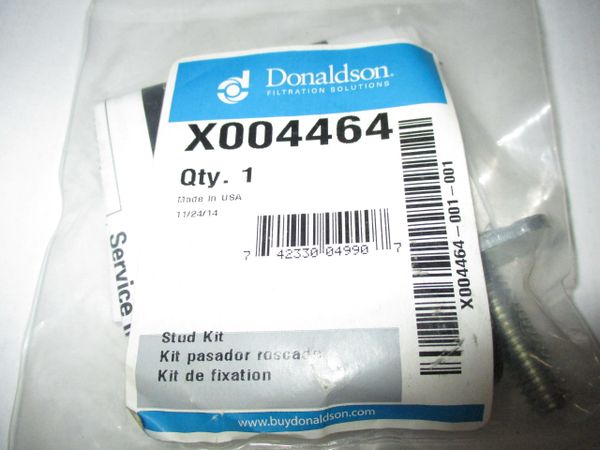 Donaldson.
FILTRATION SOLUTIONS
X004464
Qty. 1
Made in USA
11/24/14
7 42330 04990 7
X004464-001-001
Service
Stud Kit
Kit pasador roscado
Kit de fixation
www.buydonaldson.com